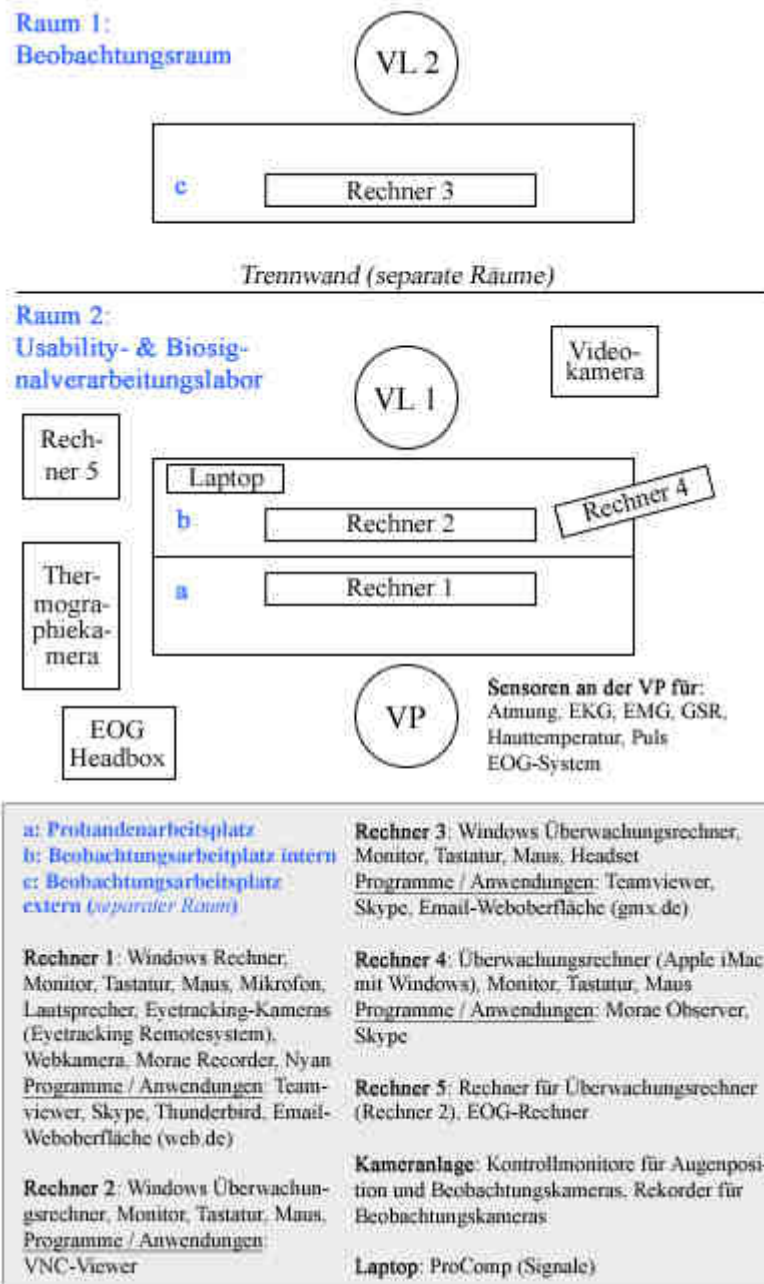 Raum 1:
Beobachtungsraum
VL 2
c
Rechner 3
Trennwand (separate Räume)
Raum 2:
Usability- & Biosig-
nalverarbeitungslabor
VL 1
Video-
kamera
Rech-
ner 5
Laptop
Rechner 4
b
Rechner 2
a
Rechner 1
Ther-
mogra-
phieka-
mera
VP
EOG
Headbox
Sensoren an der VP für:
Atmung, EKG, EMG, GSR,
Hauttemperatur, Puls
EOG-System
a: Probandenarbeitsplatz
b: Beobachtungsarbeitplatz intern
c: Beobachtungsarbeitsplatz
extern (separater Raum)
Rechner 1: Windows Rechner,
Monitor, Tastatur, Maus, Mikrofon,
Lautsprecher, Eyetracking-Kameras
(Eyetracking Remotesystem),
Webkamera, Morae Recorder, Nyan
Programme / Anwendungen: Team-
viewer, Skype, Thunderbird, Email-
Weboberfläche (web.de)
Rechner 2: Windows Überwachun-
gsrechner, Monitor, Tastatur, Maus,
Programme / Anwendungen:
VNC-Viewer
Rechner 3: Windows Überwachungsrechner,
Monitor, Tastatur, Maus, Headset
Programme / Anwendungen: Teamviewer,
Skype, Email-Weboberfläche (gmx.de)
Rechner 4: Überwachungsrechner (Apple iMac
mit Windows), Monitor, Tastatur, Maus
Programme / Anwendungen: Morae Observer,
Skype
Rechner 5: Rechner für Überwachungsrechner
(Rechner 2), EOG-Rechner
Kameranlage: Kontrollmonitore für Augenposi-
tion und Beobachtungskameras, Rekorder für
Beobachtungskameras
Laptop: ProComp (Signale)